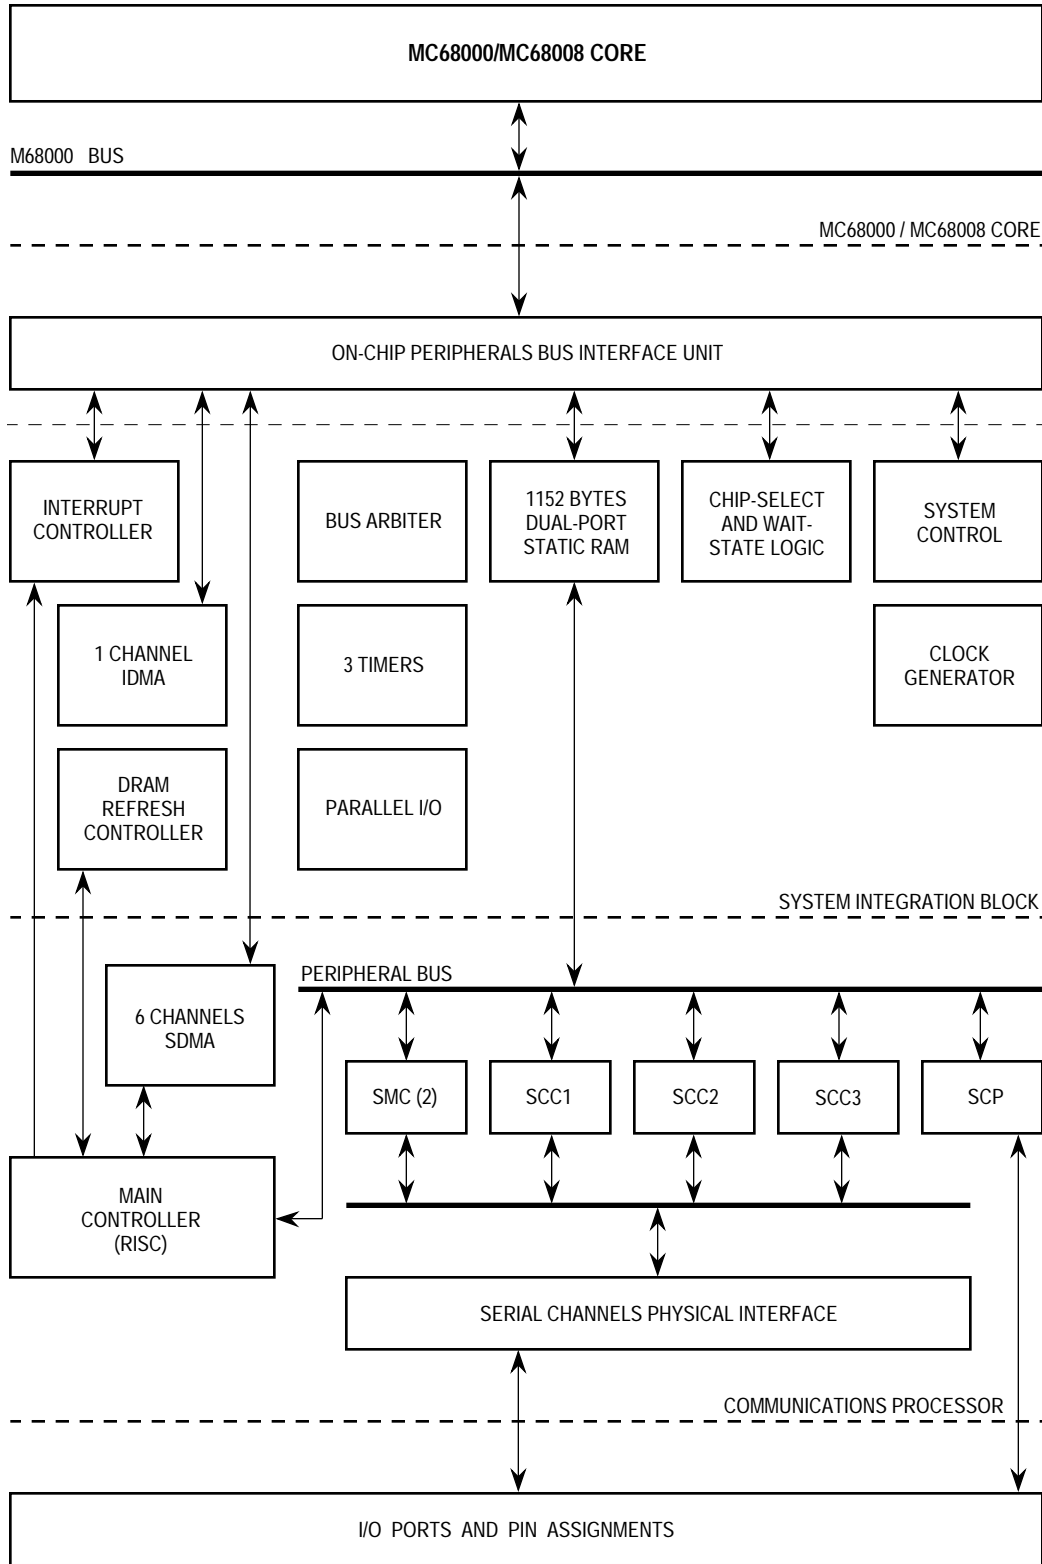 MC68000/MC68008 CORE
M68000 BUS
MC68000 / MC68008 CORE
ON-CHIP PERIPHERALS BUS INTERFACE UNIT
INTERRUPT
CONTROLLER
BUS ARBITER
1152 BYTES
DUAL-PORT
STATIC RAM
CHIP-SELECT
AND WAIT-
STATE LOGIC
SYSTEM
CONTROL
1 CHANNEL
IDMA
3 TIMERS
CLOCK
GENERATOR
DRAM
REFRESH
CONTROLLER
PARALLEL I/O
SYSTEM INTEGRATION BLOCK
PERIPHERAL BUS
6 CHANNELS
SDMA
SMC (2)
SCC1
SCC2
SCC3
SCP
MAIN
CONTROLLER
(RISC)
SERIAL CHANNELS PHYSICAL INTERFACE
COMMUNICATIONS PROCESSOR
I/O PORTS AND PIN ASSIGNMENTS